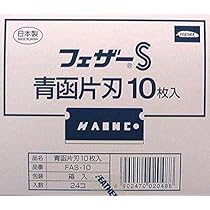 日本製
MADE IN JAPAN
FEATHER
フェザーS
®
青函片刃10枚入
品名 青函片刃10枚入
品番 FAS-10
包装 箱入
入数 24コ
FEATHER
4902470020488